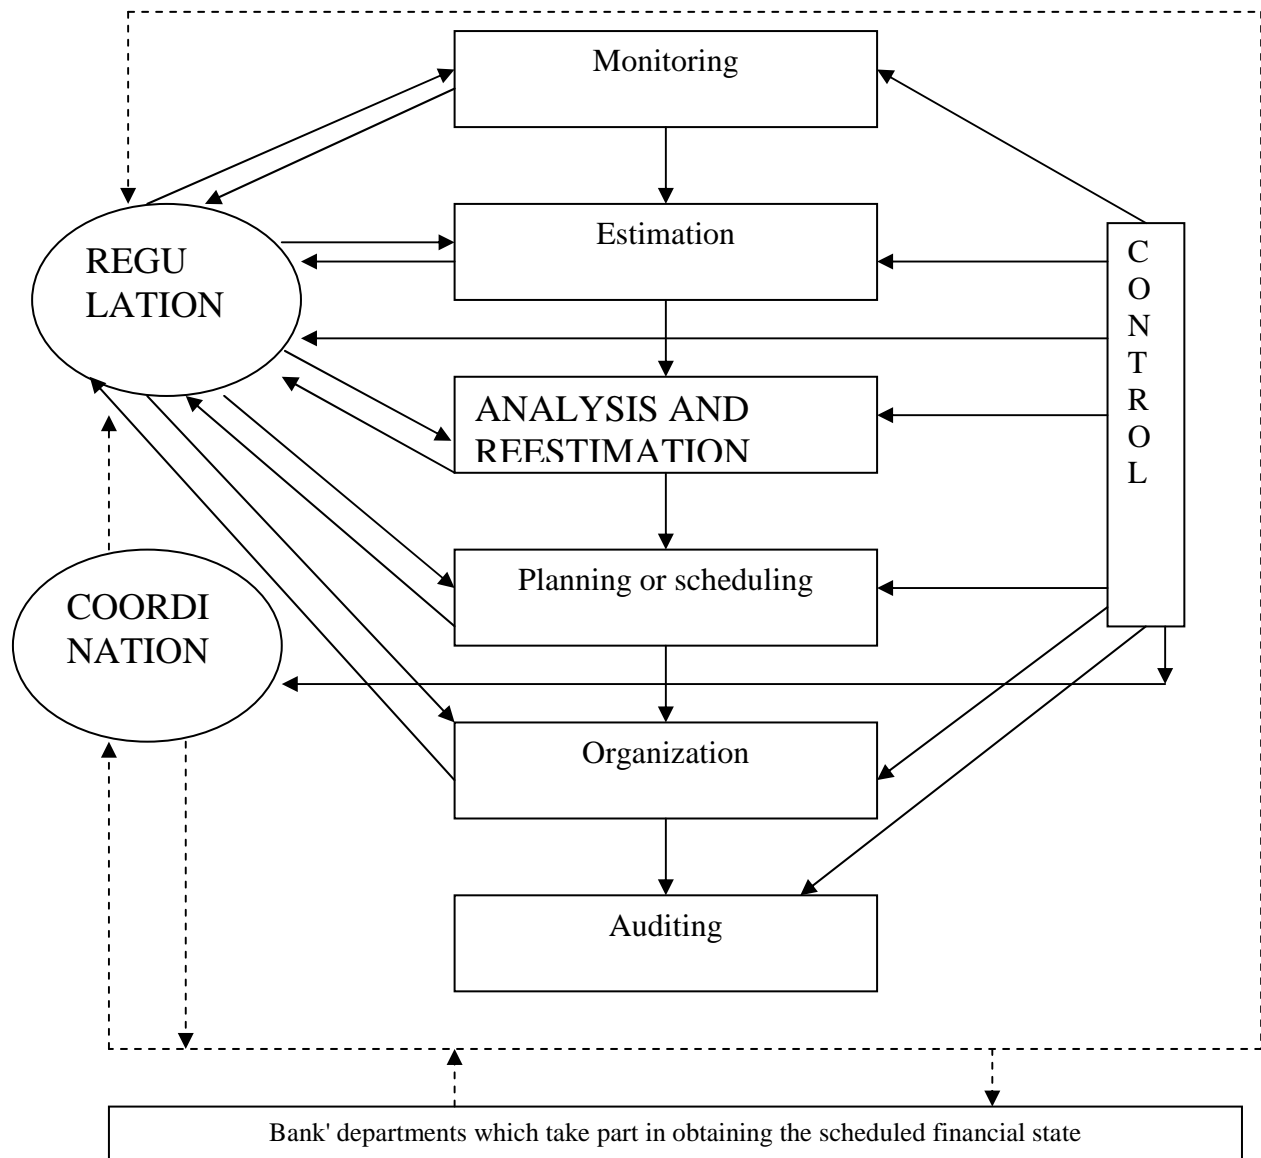 Monitoring
Estimation
REGU
LATION
C
O
N
T
R
O
L
ANALYSIS AND
REESTIMATION
Planning or scheduling
COORDI
NATION
Organization
Auditing
Bank' departments which take part in obtaining the scheduled financial state